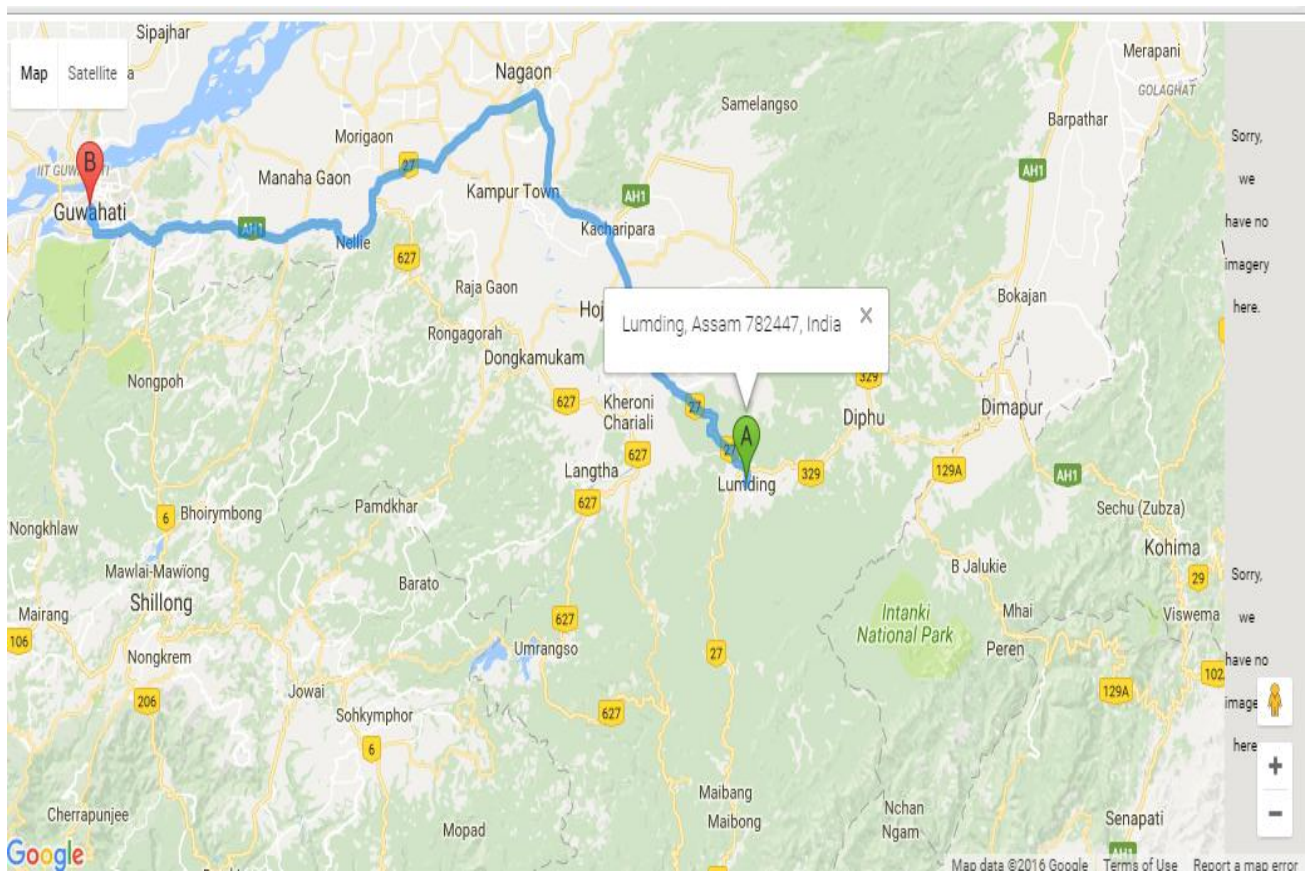 Sipajhar
Merapani
Map Satellite a
Nagaon
GOLAGHAT
Samelangso
Barpathar
Morigaon
Sorry,
we
have no
imagery
here.
IIT GUW
B
27
AH1
Manaha Gaon
Kampur Town
AH1
Guwahati
AH1
Kacharipara
Nellie
627
Raja Gaon
Bokajan
Hoj
Lumding, Assam 782447, India
×
Rongagorah
Dongkamukam
Nongpoh
329
627
Kheroni
Chariali
27
Diphu
Dimapur
A
627
27
Langtha
329
129A
AH1
Lumding
627
Pamdkhar
Sechu (Zubza)
6
Bhoirymbong
Nongkhlaw
Kohima
Mawlai-Mawïong
B Jalukie
Barato
29
Sorry,
we
have no
image
here
Shillong
Mairang
Intanki
National Park
Mhai
Viswema
627
106
Umrangso
27
Peren
Nongkrem
102
Jowai
129A
206
Sohkymphor
627
6
+
Maibang
Maibong
Nchan
Ngam
−
Cherrapunjee
Senapati
Mopad
AH1
Google
27
Map data ©2016 Google Terms of Use Report a map error